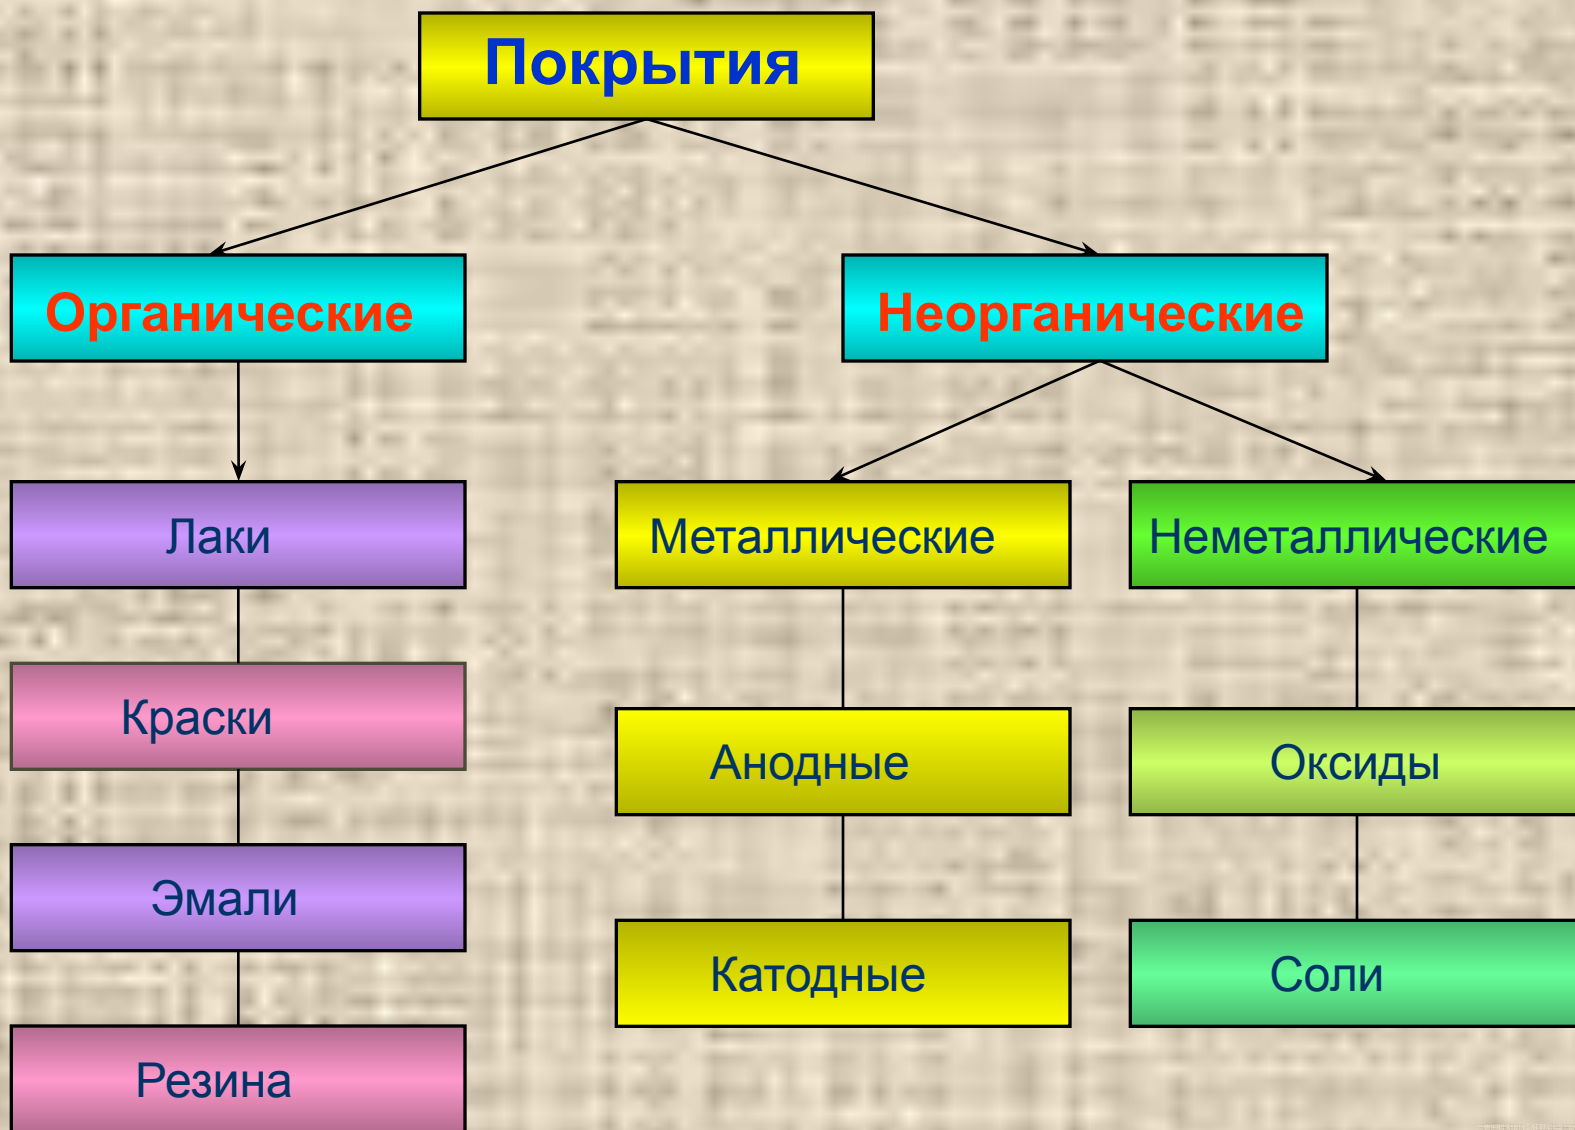 Покрытия
Органические
Неорганические
Лаки
Металлические
Неметаллические
Краски
Анодные
Оксиды
Эмали
Катодные
Соли
Резина